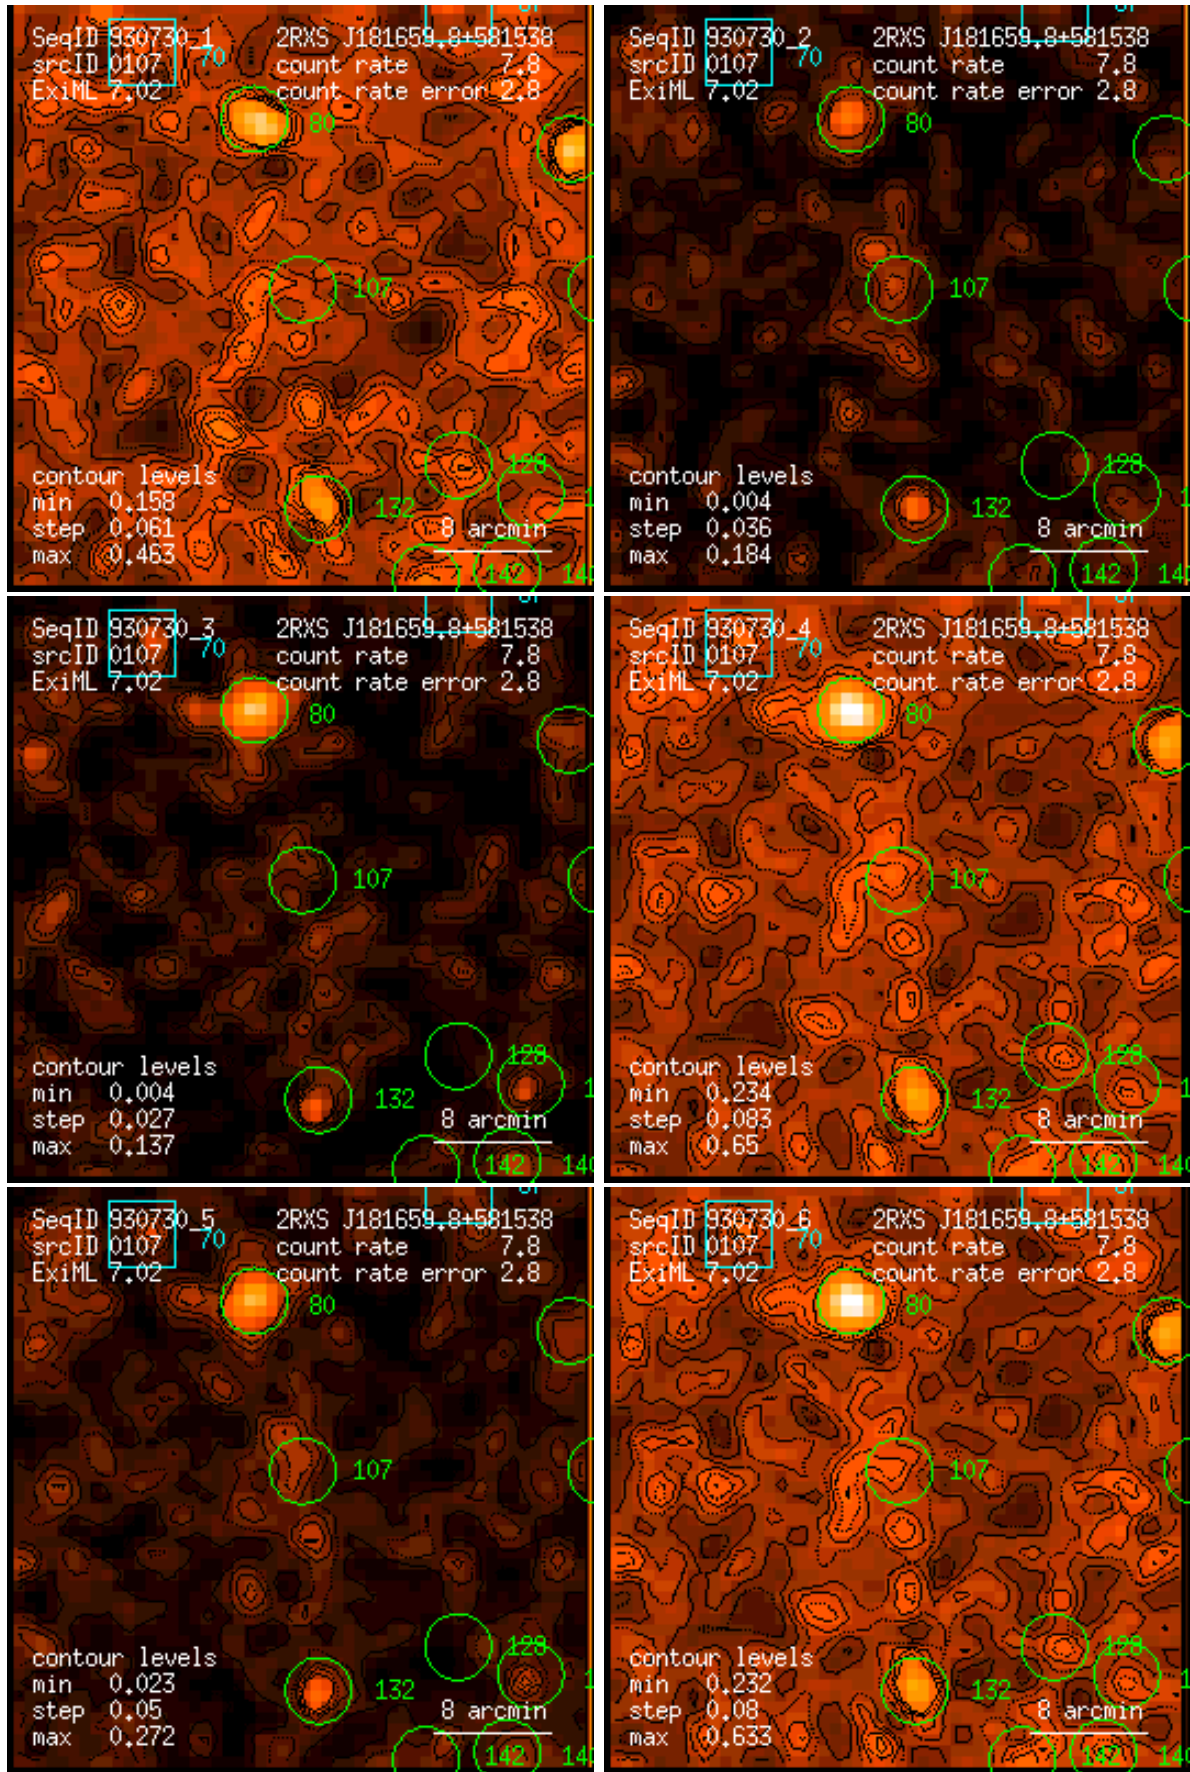 SeqID 930730_1 2RXS J181659.8+581538
srcID 0107 70 count rate 7.8
ExiML 7.02 count rate error 2.8
80
107
contour levels 129
min 0.158
step 0.061 132 8 arcmin
max 0.463
142 140
SeqID 930730_2 2RXS J181659.8+581538
srcID 0107 70 count rate 7.8
ExiML 7.02 count rate error 2.8
80
107
contour levels 129
min 0.004
step 0.036 132 8 arcmin
max 0.184
142 140
SeqID 930730_3 2RXS J181659.8+581538
srcID 0107 70 count rate 7.8
ExiML 7.02 count rate error 2.8
80
107
contour levels 129
min 0.004
step 0.027 132 8 arcmin
max 0.137
142 140
SeqID 930730_4 2RXS J181659.8+581538
srcID 0107 70 count rate 7.8
ExiML 7.02 count rate error 2.8
80
107
contour levels 129
min 0.234
step 0.083 132 8 arcmin
max 0.65
142 140
SeqID 930730_5 2RXS J181659.8+581538
srcID 0107 70 count rate 7.8
ExiML 7.02 count rate error 2.8
80
107
contour levels 129
min 0.023
step 0.05 132 8 arcmin
max 0.272
142 140
SeqID 930730_6 2RXS J181659.8+581538
srcID 0107 70 count rate 7.8
ExiML 7.02 count rate error 2.8
80
107
contour levels 129
min 0.232
step 0.08 132 8 arcmin
max 0.633
142 140